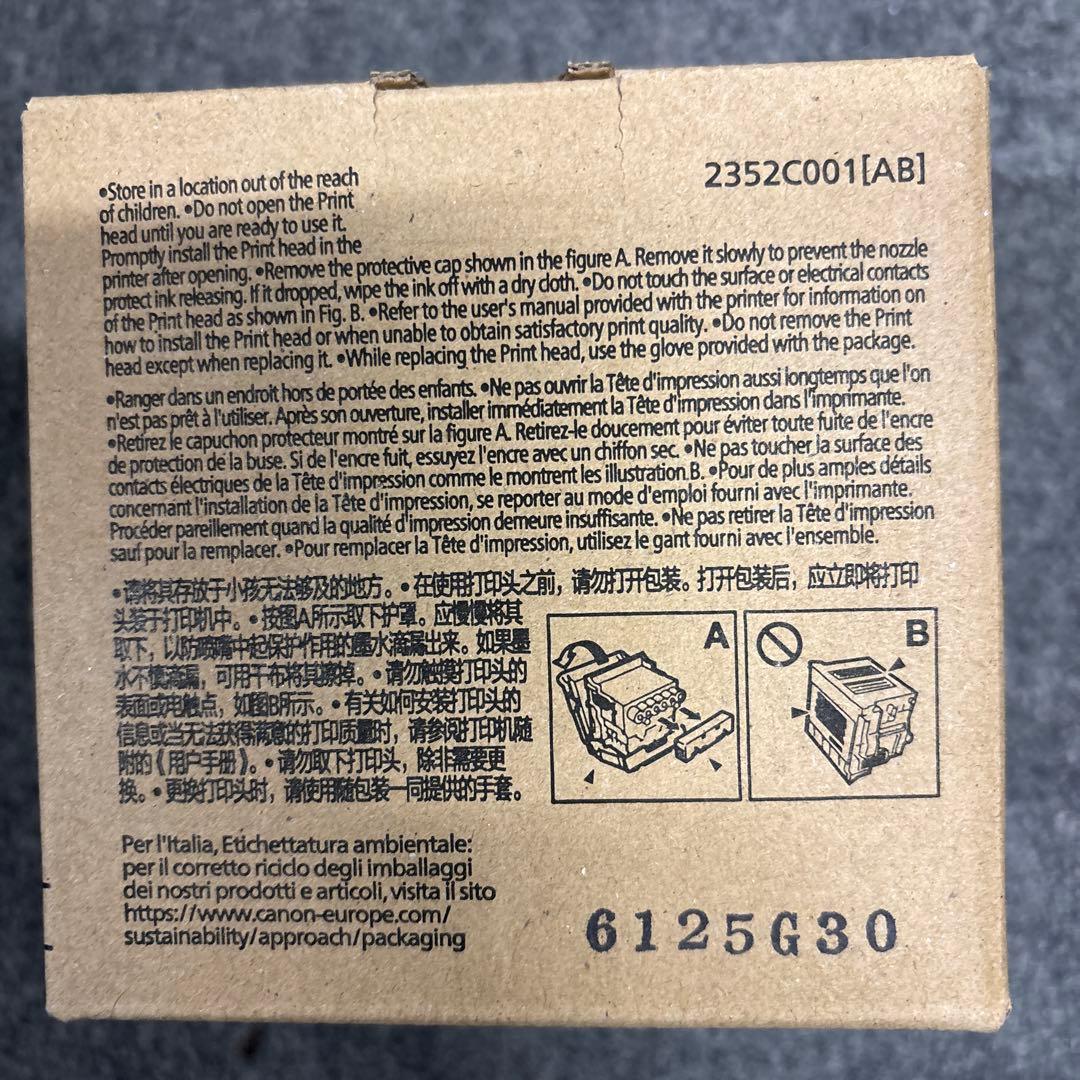 2352C001[AB]
•Store in a location out of the reach
of children. •Do not open the Print
head until you are ready to use it.
Promptly install the Print head in the
printer after opening. •Remove the protective cap shown in the figure A. Remove it slowly to prevent the nozzle
protect ink releasing. If it dropped, wipe the ink off with a dry cloth. •Do not touch the surface or electrical contacts
of the Print head as shown in Fig. B. •Refer to the user's manual provided with the printer for information on
how to install the Print head or when unable to obtain satisfactory print quality. •Do not remove the Print
head except when replacing it. •While replacing the Print head, use the glove provided with the package.
•Ranger dans un endroit hors de portée des enfants. •Ne pas ouvrir la Tête d'impression aussi longtemps que l'on
n'est pas prêt à l'utiliser. Après son ouverture, installer immédiatement la Tête d'impression dans l'imprimante.
•Retirez le capuchon protecteur montré sur la figure A. Retirez-le doucement pour éviter toute fuite de l'encre
de protection de la buse. Si de l'encre fuit, essuyez l'encre avec un chiffon sec. •Ne pas toucher la surface des
contacts électriques de la Tête d'impression comme le montrent les illustration B. •Pour de plus amples détails
concernant l'installation de la Tête d'impression, se reporter au mode d'emploi fourni avec l'imprimante.
Procéder pareillement quand la qualité d'impression demeure insuffisante. •Ne pas retirer la Tête d'impression
sauf pour la remplacer. •Pour remplacer la Tête d'impression, utilisez le gant fourni avec l'ensemble.
•请将其存放于小孩无法够及的地方。•在使用打印头之前，请勿打开包装。打开包装后，应立即将打印
头装于打印机中。•按图A所示取下护罩。应慢慢将其
取下，以防喷嘴中起保护作用的墨水滴漏出来。如果墨
水不慎滴漏，可用干布将其擦掉。•请勿触摸打印头的
表面或电触点，如图B所示。•有关如何安装打印头的
信息或当无法获得满意的打印质量时，请参阅打印机随
附的《用户手册》。•请勿取下打印头，除非需要更
换。•更换打印头时，请使用随包装一同提供的手套。
A
B
Per l'Italia, Etichettatura ambientale:
per il corretto riciclo degli imballaggi
dei nostri prodotti e articoli, visita il sito
https://www.canon-europe.com/
sustainability/approach/packaging
6125G30